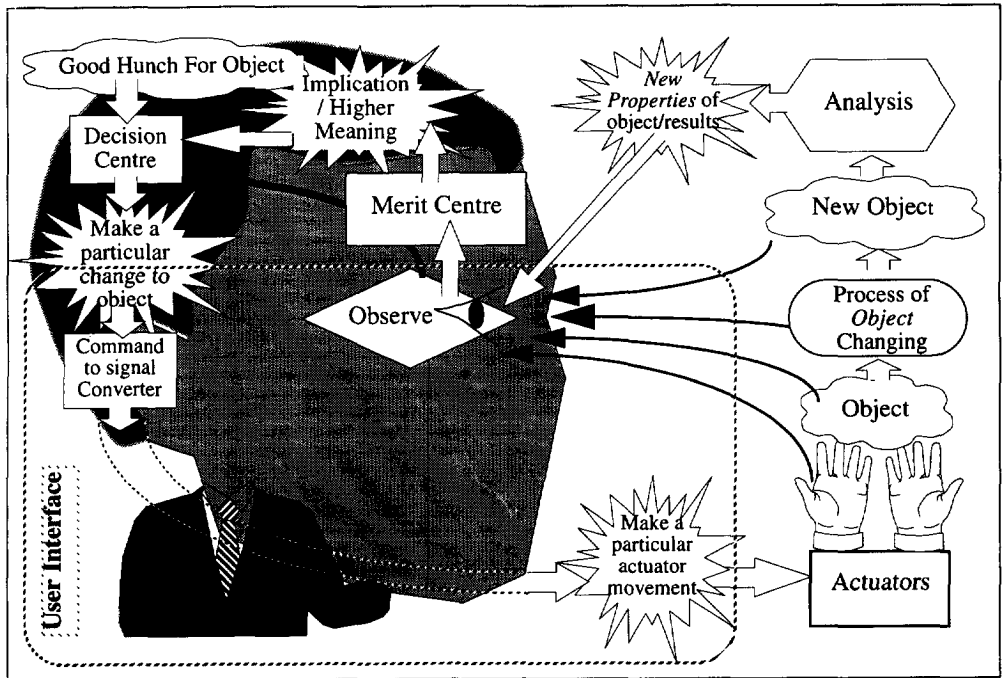 Good Hunch For Object
Implication
/ Higher
Meaning
Decision
Centre
Make a
particular
change to
object
Command
to signal
Converter
Merit Centre
Observe
New
Properties of
object/results
Analysis
New Object
Process of
Object
Changing
Object
Make a
particular
actuator
movement
Actuators
User Interface